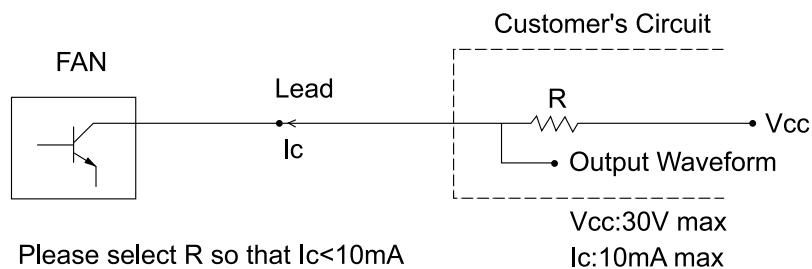 Customer's Circuit
FAN
Lead
R
Vcc
Ic
Output Waveform
Vcc:30V max
Please select R so that Ic<10mA
Ic:10mA max